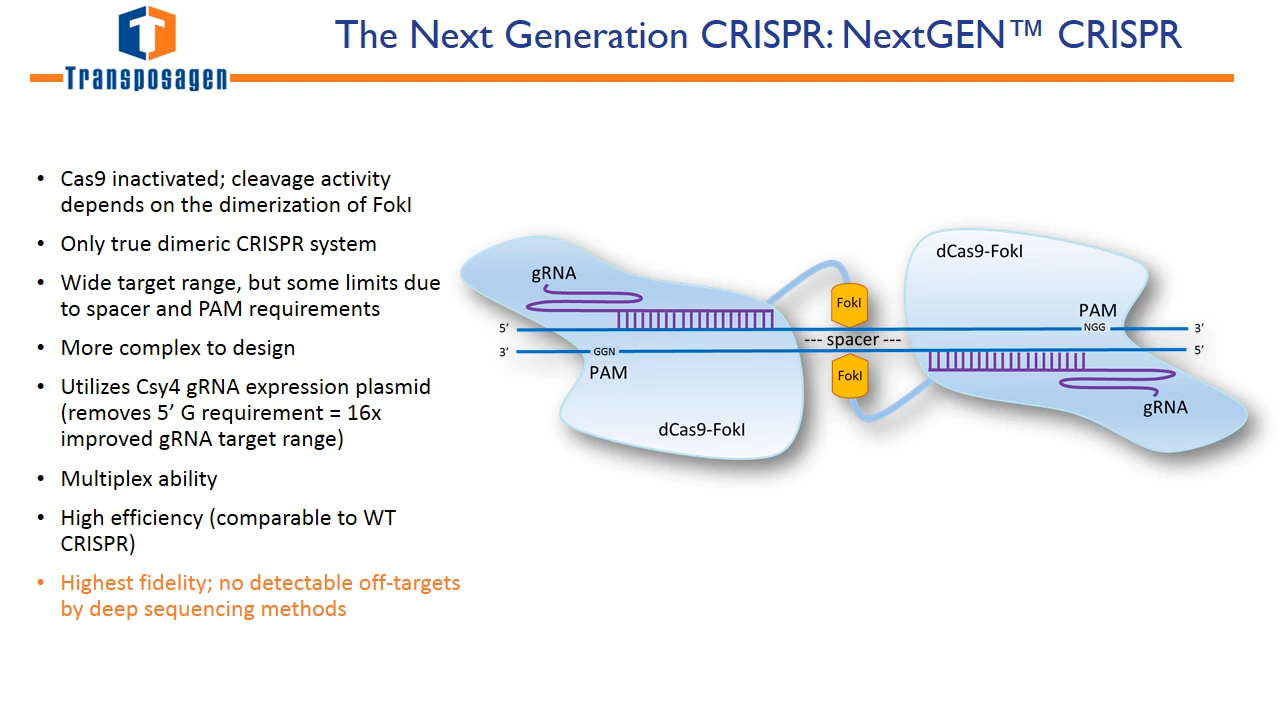 Transposagen
The Next Generation CRISPR: NextGEN™ CRISPR
• Cas9 inactivated; cleavage activity
depends on the dimerization of FokI
• Only true dimeric CRISPR system
• Wide target range, but some limits due
to spacer and PAM requirements
• More complex to design
• Utilizes Csy4 gRNA expression plasmid
(removes 5’ G requirement = 16x
improved gRNA target range)
• Multiplex ability
• High efficiency (comparable to WT
CRISPR)
• Highest fidelity; no detectable off-targets
by deep sequencing methods
dCas9-FokI
gRNA
FokI
PAM
5’
NGG
3’
--- spacer ---
3’
GGN
5’
PAM
FokI
gRNA
dCas9-FokI